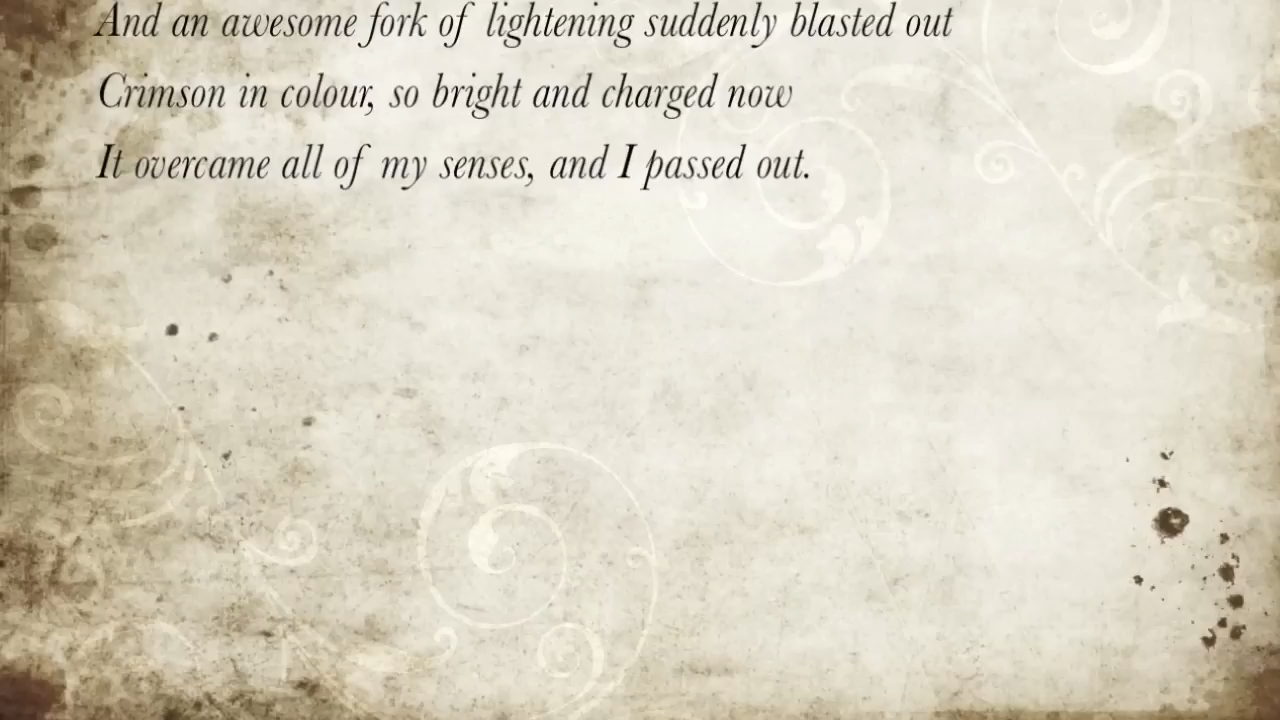 And an awesome fork of lightening suddenly blasted out
Crimson in colour, so bright and charged now
It overcame all of my senses, and I passed out.